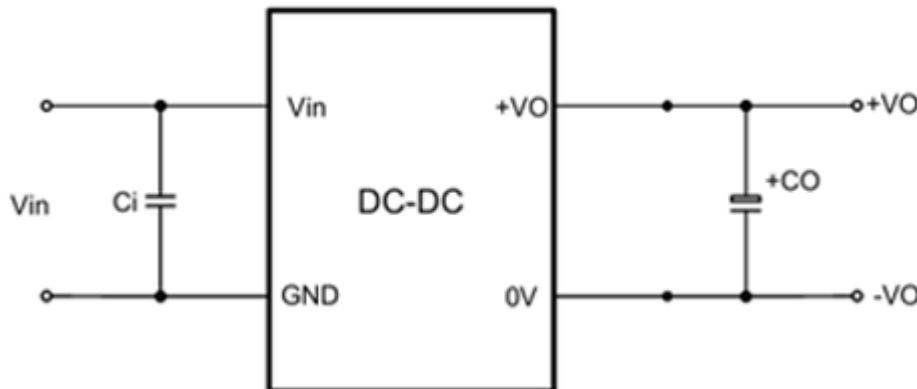 Vin
+VO
+VO
Vin
Ci
DC-DC
+CO
GND
0V
-VO